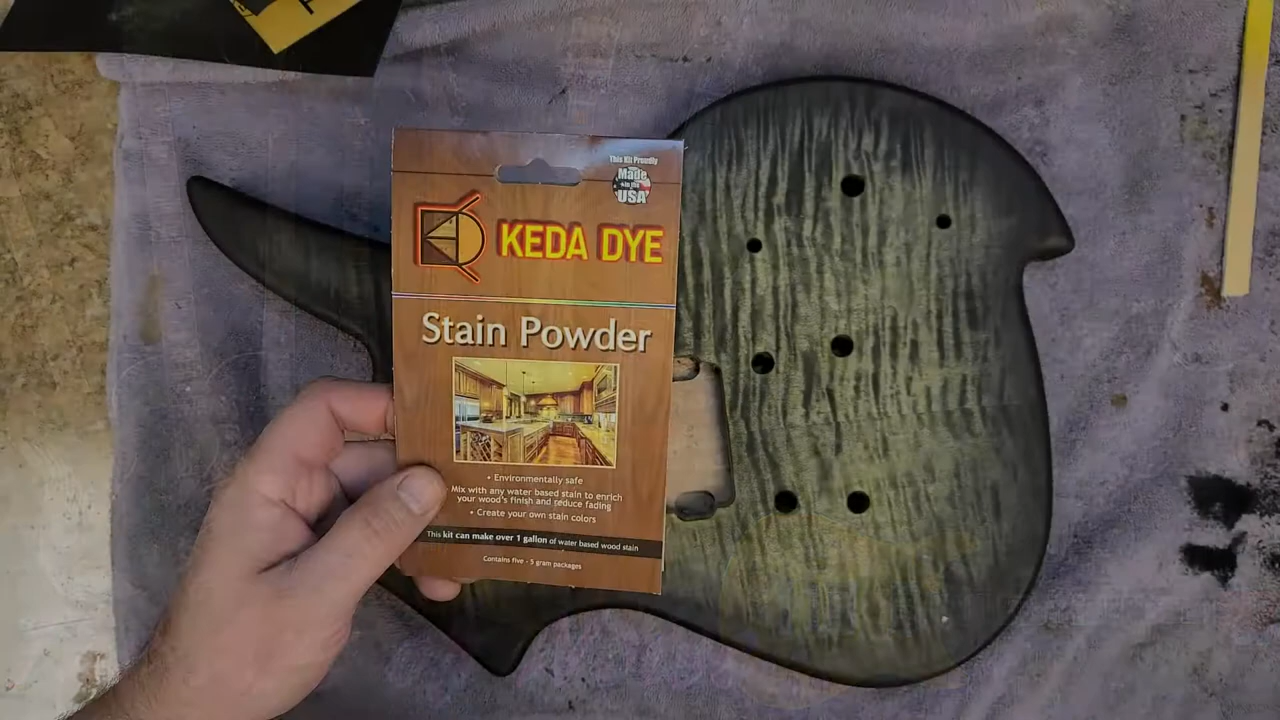 This Kit Proudly
Made
in the
USA
KEDA DYE
Stain Powder
• Environmentally safe
Mix with any water based stain to enrich
your wood's finish and reduce fading
• Create your own stain colors
This kit can make over 1 gallon of water based wood stain
Contains five - 5 gram packages